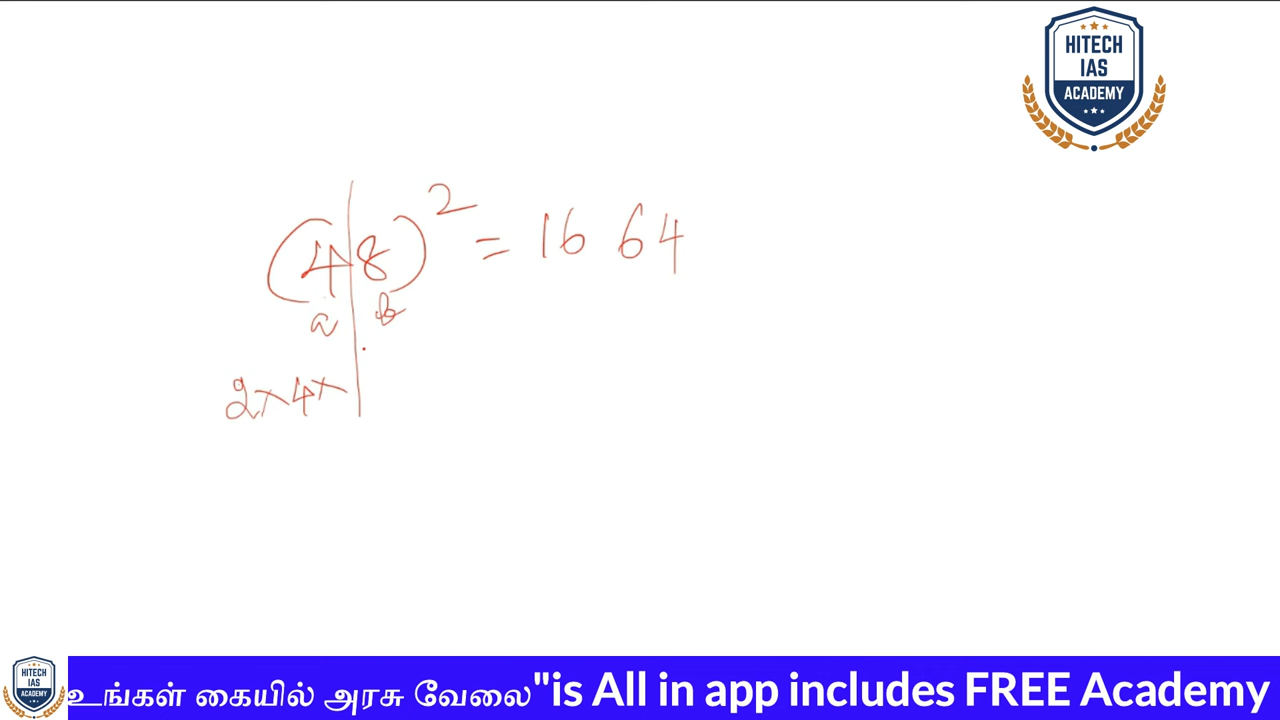 HITECH
IAS
ACADEMY
(48)² = 16 64
a b
2×4×
HITECH
IAS
ACADEMY
உங்கள் கையில் அரசு வேலை"is All in app includes FREE Academy